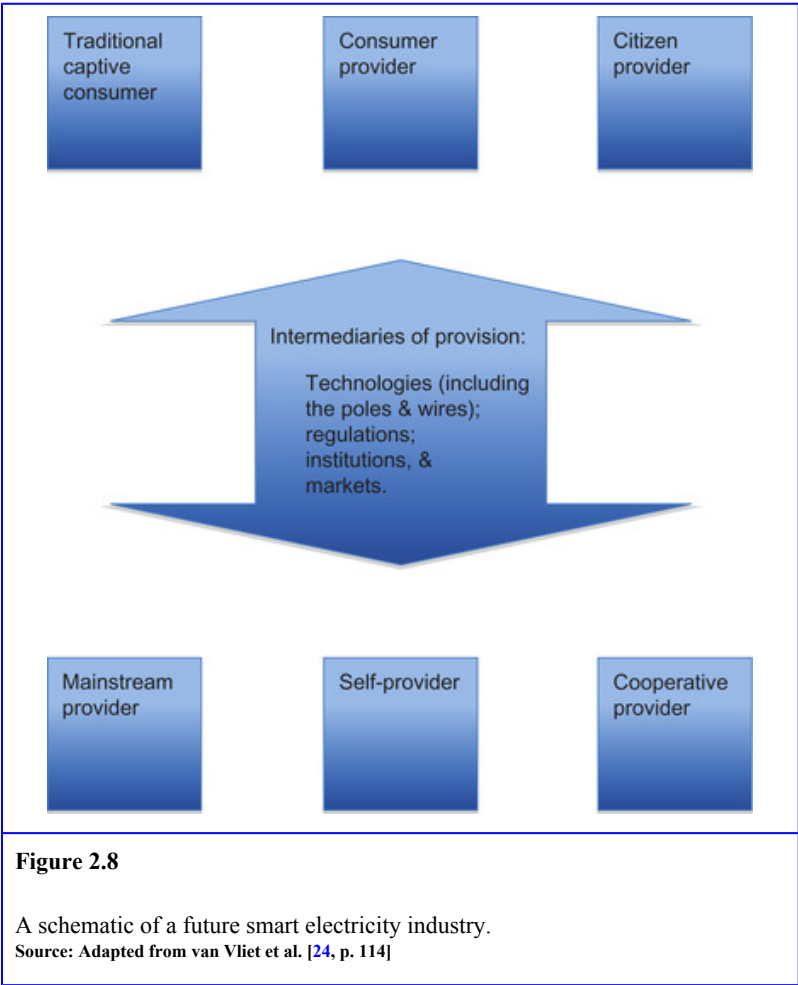 Traditional
captive
consumer
Consumer
provider
Citizen
provider
Intermediaries of provision:
Technologies (including
the poles & wires);
regulations;
institutions, &
markets.
Mainstream
provider
Self-provider
Cooperative
provider
Figure 2.8
A schematic of a future smart electricity industry.
Source: Adapted from van Vliet et al. [24, p. 114]